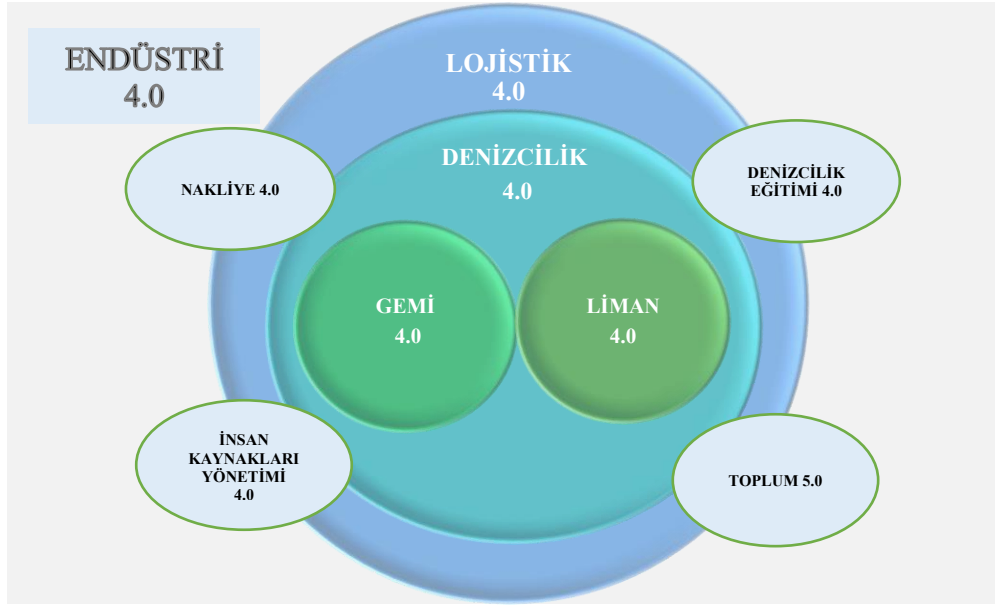 ENDÜSTRİ
4.0
LOJİSTİK
4.0
DENİZCİLİK
4.0
NAKLİYE 4.0
DENİZCİLİK
EĞİTİMİ 4.0
GEMİ
4.0
LİMAN
4.0
İNSAN
KAYNAKLARI
YÖNETİMİ
4.0
TOPLUM 5.0